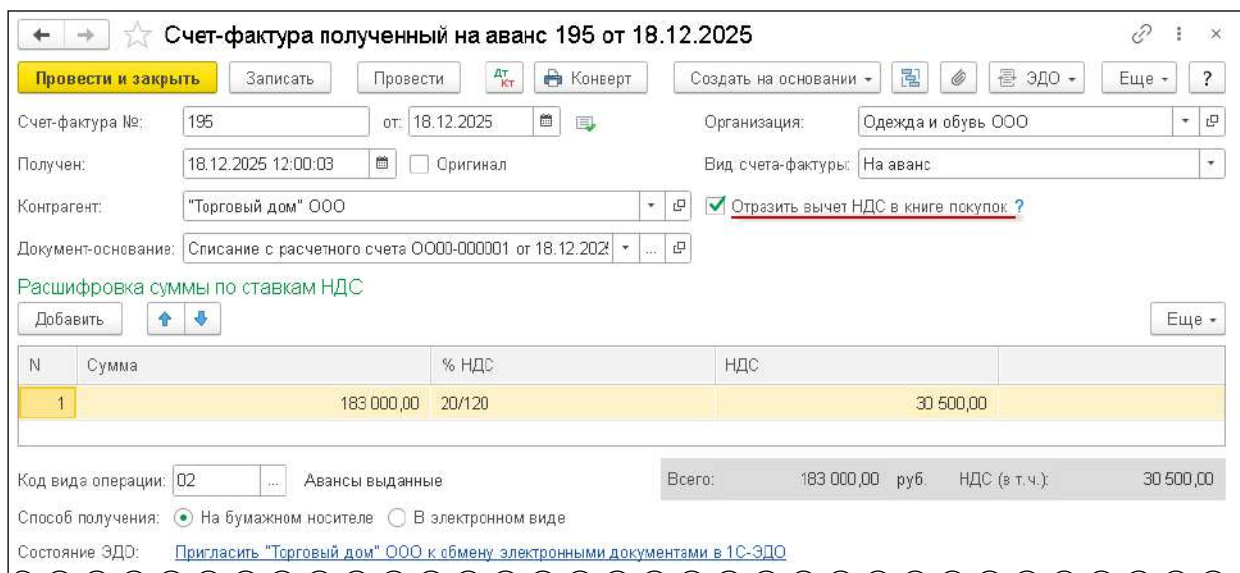 Счет-фактура полученный на аванс 195 от 18.12.2025
Провести и закрыть Записать Провести Дт Кт Конверт Создать на основании ЭДО Еще ?
Счет-фактура №: 195 от: 18.12.2025 Организация: Одежда и обувь ООО
Получен: 18.12.2025 12:00:03 Оригинал Вид счета-фактуры: На аванс
Контрагент: "Торговый дом" ООО Отразить вычет НДС в книге покупок ?
Документ-основание: Списание с расчетного счета ОО00-000001 от 18.12.202 ...
Расшифровка суммы по ставкам НДС
Добавить Еще
N Сумма % НДС НДС
1 183 000,00 20/120 30 500,00
Код вида операции: 02 ... Авансы выданные Всего: 183 000,00 руб. НДС (в т.ч.): 30 500,00
Способ получения: На бумажном носителе В электронном виде
Состояние ЭДО: Пригласить "Торговый дом" ООО к обмену электронными документами в 1С-ЭДО